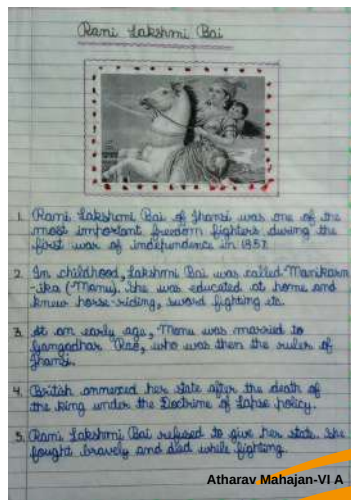 Rani Lakshmi Bai
1. Rani Lakshmi Bai of Jhansi was one of the
most important freedom fighters during the
first war of independence in 1857.
2. In childhood, Lakshmi Bai was called Manikarn
-ika (Manu). She was educated at home and
knew horse-riding, sword fighting etc.
3. At an early age, Manu was married to
Gangadhar Rao, who was then the ruler of
Jhansi.
4. British annexed her state after the death of
the king under the Doctrine of Lapse policy.
5. Rani Lakshmi Bai refused to give her state. She
fought bravely and died while fighting.
Atharav Mahajan-VI A